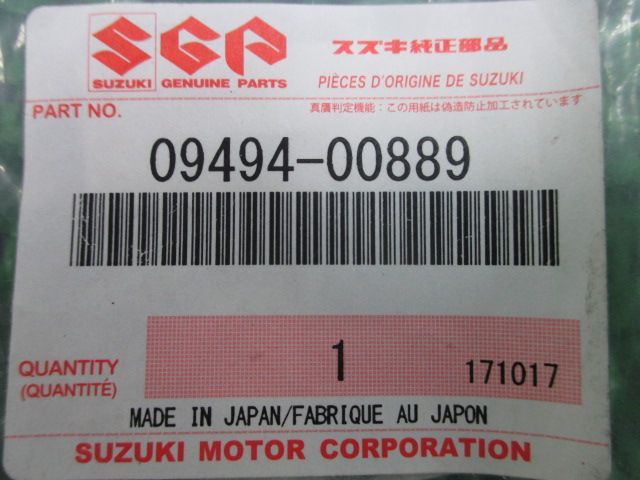 SGP スズキ純正部品
SUZUKI GENUINE PARTS PIÈCES D'ORIGINE DE SUZUKI
PART NO. 真贋判定機能：この用紙は偽造防止加工されています
09494-00889
QUANTITY 1 171017
(QUANTITÉ)
MADE IN JAPAN/FABRIQUE AU JAPON
SUZUKI MOTOR CORPORATION